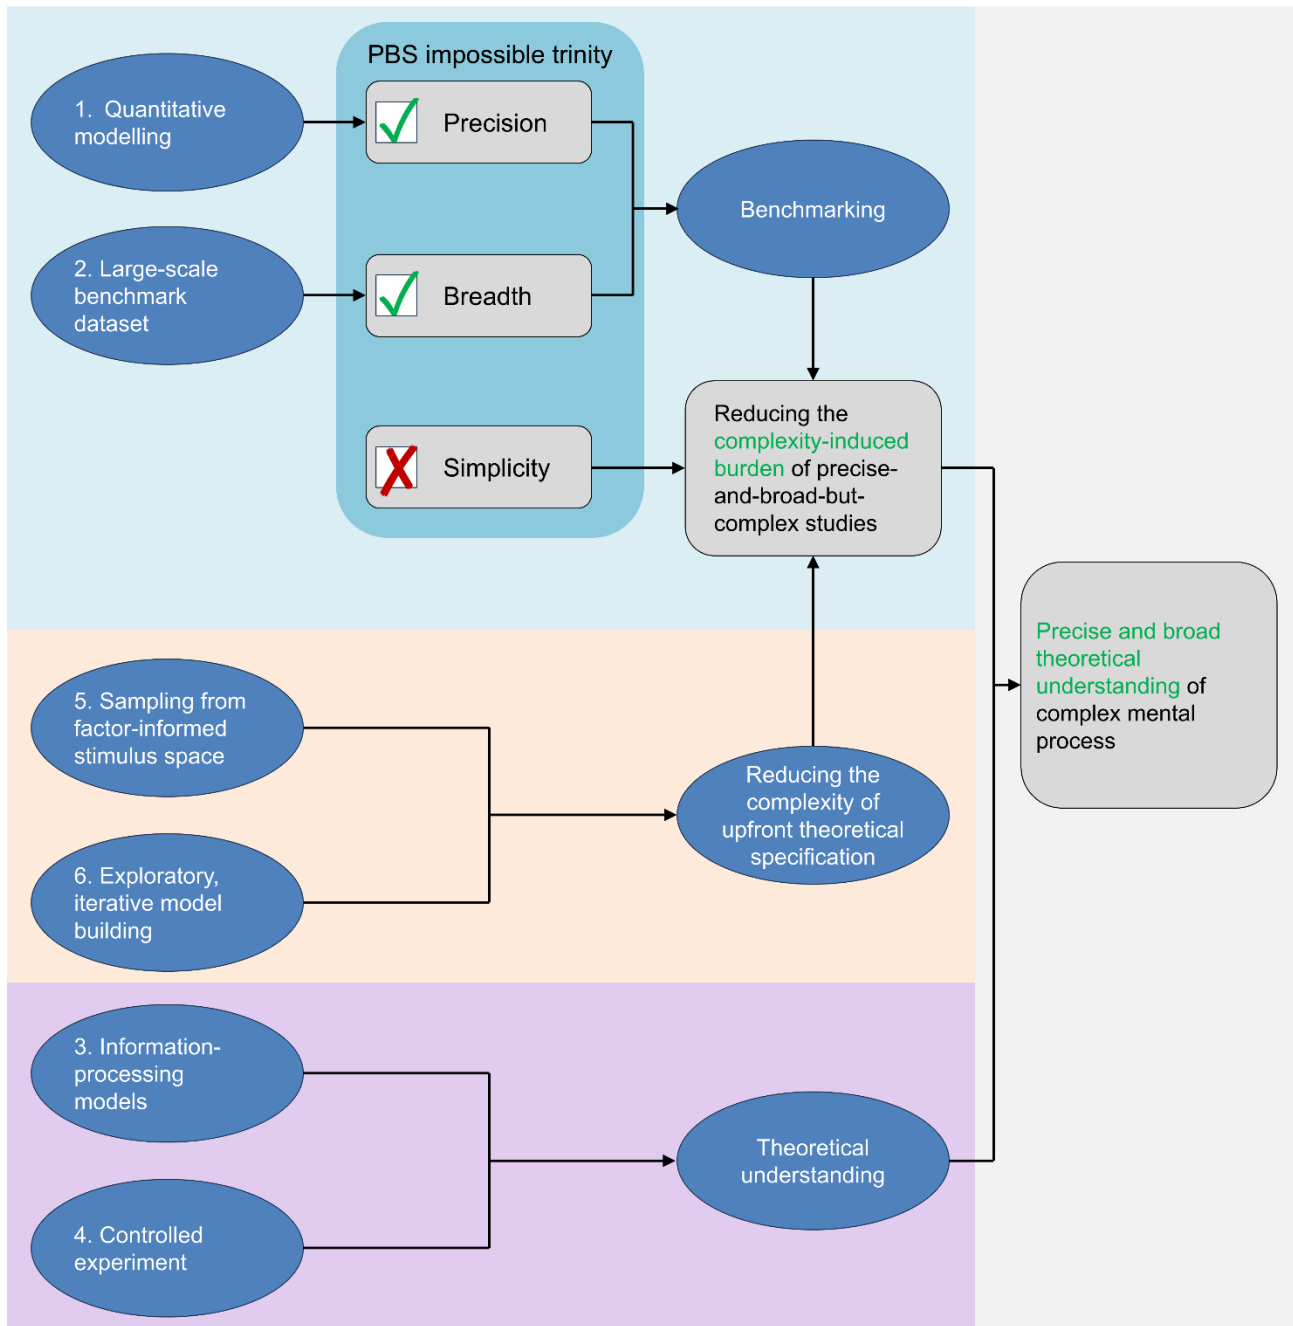 PBS impossible trinity
1. Quantitative
modelling
Precision
Benchmarking
2. Large-scale
benchmark
dataset
Breadth
Simplicity
Reducing the
complexity-induced
burden of precise-
and-broad-but-
complex studies
Precise and broad
theoretical
understanding of
complex mental
process
5. Sampling from
factor-informed
stimulus space
6. Exploratory,
iterative model
building
Reducing the
complexity of
upfront theoretical
specification
3. Information-
processing
models
4. Controlled
experiment
Theoretical
understanding